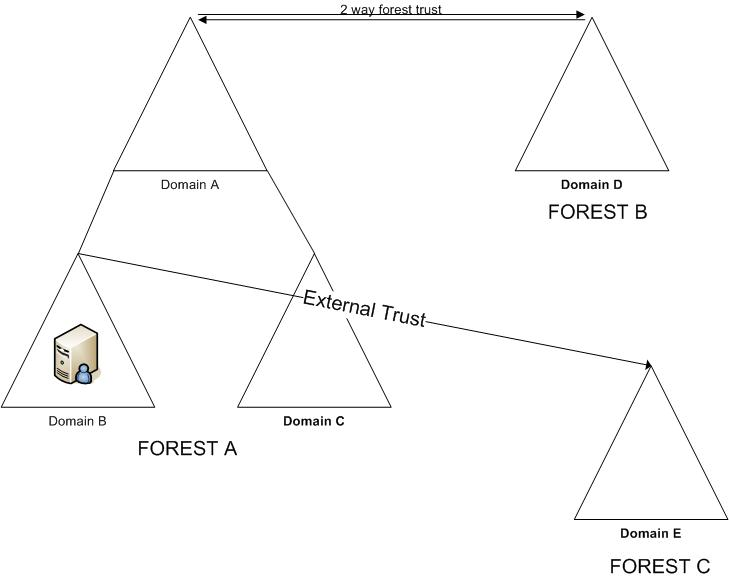 2 way forest trust
Domain A
Domain D
FOREST B
External Trust
Domain B
Domain C
FOREST A
Domain E
FOREST C